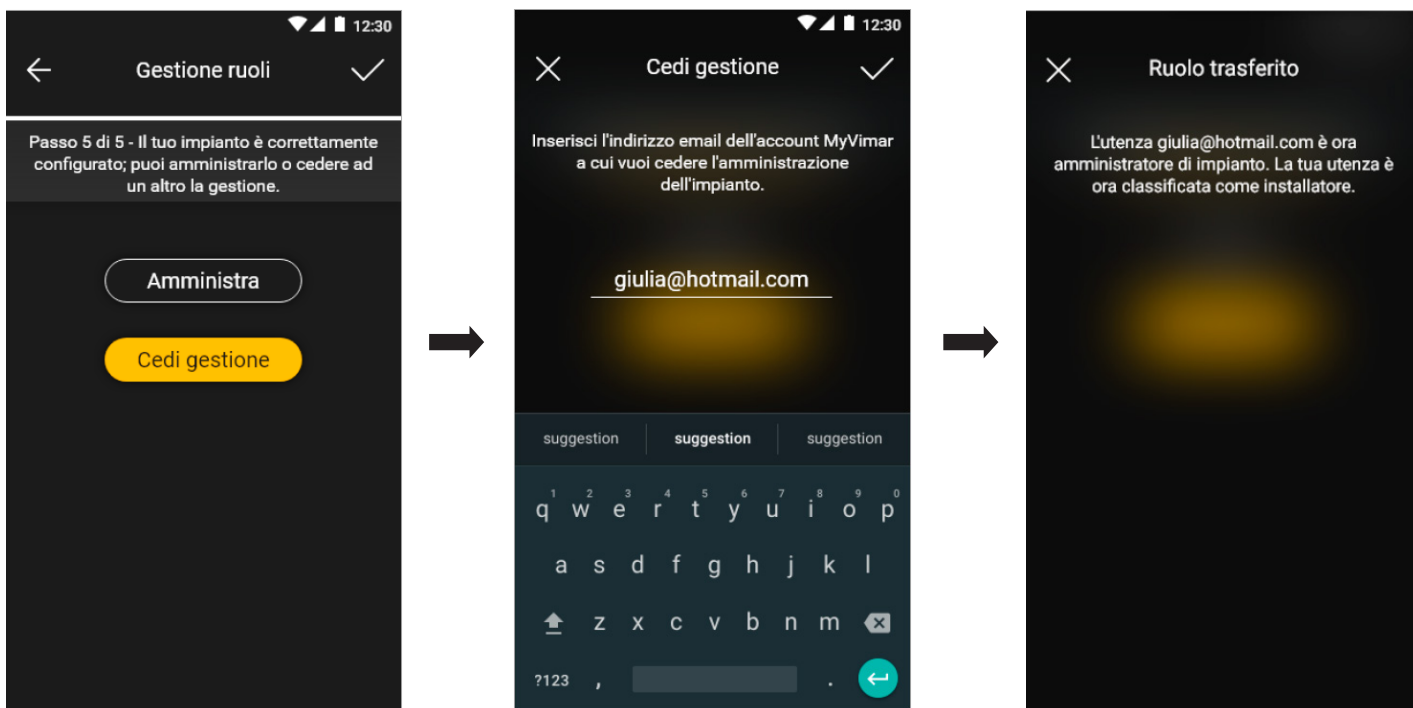 12:30
Gestione ruoli
Passo 5 di 5 - Il tuo impianto è correttamente
configurato; puoi amministrarlo o cedere ad
un altro la gestione.
Amministra
Cedi gestione
12:30
Cedi gestione
Inserisci l'indirizzo email dell'account MyVimar
a cui vuoi cedere l'amministrazione
dell'impianto.
giulia@hotmail.com
suggestion suggestion suggestion
1 2 3 4 5 6 7 8 9 0
q w e r t y u i o p
a s d f g h j k l
z x c v b n m
?123 , .
Ruolo trasferito
L'utenza giulia@hotmail.com è ora
amministratore di impianto. La tua utenza è
ora classificata come installatore.